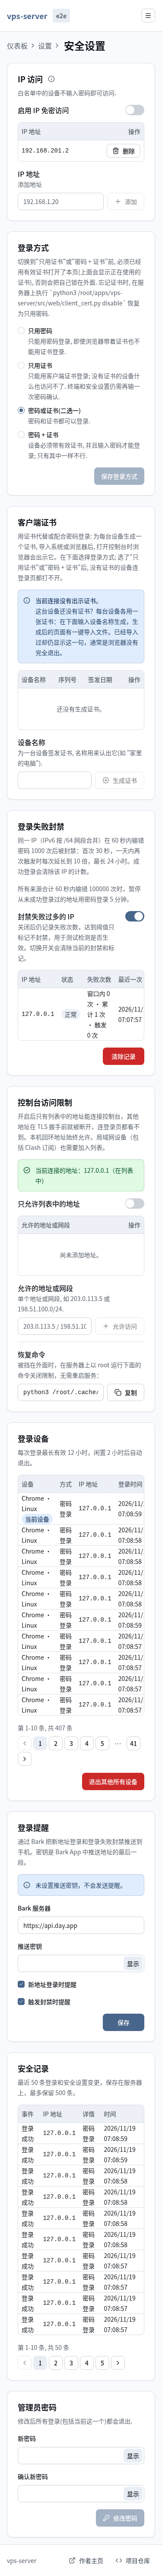 vps-server e2e
仪表板 › 设置 › 安全设置
IP 访问
白名单中的设备不输入密码即可访问.
启用 IP 免密访问
IP 地址 操作
192.168.201.2 删除
IP 地址
添加地址
192.168.1.20 添加
登录方式
切换到"只用证书"或"密码 + 证书"前, 必须已经
用有效证书打开了本页(上面会显示正在使用的
证书), 否则会把自己锁在外面. 忘记证书时, 在服
务器上执行 `python3 /root/apps/vps-
server/src/web/client_cert.py disable` 恢复
为只用密码.
只用密码
只能用密码登录, 即使浏览器带着证书也不
能用证书登录.
只用证书
只能用客户端证书登录; 没有证书的设备什
么也访问不了. 终端和安全设置仍需再输一
次密码确认.
密码或证书(二选一)
密码和证书都可以登录.
密码 + 证书
设备必须带有效证书, 并且输入密码才能登
录; 只有其中一样不行.
保存登录方式
客户端证书
用证书代替或配合密码登录: 为每台设备生成一
个证书, 导入系统或浏览器后, 打开控制台时浏
览器会出示它。在下面选择登录方式; 选了"只
用证书"或"密码 + 证书"后, 没有证书的设备连
登录页都打不开。
当前连接没有出示证书。
这台设备还没有证书? 每台设备各用一
张证书: 在下面输入设备名称生成, 生
成后的页面有一键导入文件。已经导入
过却仍显示这一句, 通常是浏览器没有
完全退出。
设备名称 序列号 签发日期 操作
还没有生成证书。
设备名称
为一台设备签发证书, 名称用来认出它(如 "家里
的电脑").
生成证书
登录失败封禁
同一 IP（IPv6 按 /64 网段合并）在 60 秒内输错
密码 1000 次后被封禁：首次 30 秒, 一天内再
次触发时每次延长到 10 倍, 最长 24 小时。成
功登录会清除该 IP 的计数。
所有来源合计 60 秒内输错 100000 次时, 暂停
从未成功登录过的地址用密码登录 5 分钟。
封禁失败过多的 IP
关闭后仍记录失败次数, 达到阈值只
标记不封禁，用于测试检测是否生
效。切换开关会清除当前的封禁和标
记。
IP 地址 状态 失败次数 最近一次
127.0.0.1 正常 窗口内 0
次 · 累
计 1 次
· 触发
0 次 2026/11/
07:07:57
清除记录
控制台访问限制
开启后只有列表中的地址能连接控制台，其他
地址在 TLS 握手前就被断开, 连登录页都看不
到。本机回环地址始终允许。局域网设备（包
括 Clash 订阅）也需要加入列表。
当前连接的地址：127.0.0.1（在列表
中）
只允许列表中的地址
允许的地址或网段 操作
尚未添加地址。
允许的地址或网段
单个地址或网段, 如 203.0.113.5 或
198.51.100.0/24.
203.0.113.5 / 198.51.1( 允许访问
恢复命令
被挡在外面时，在服务器上以 root 运行下面的
命令关闭限制，无需重启服务:
python3 /root/.cache/ 复制
登录设备
每次登录最长有效 12 小时，闲置 2 小时后自动
退出。
设备 方式 IP 地址 登录时间
Chrome ·
Linux
当前设备 密码
登录 127.0.0.1 2026/11/
07:08:59
Chrome ·
Linux 密码
登录 127.0.0.1 2026/11/
07:08:58
Chrome ·
Linux 密码
登录 127.0.0.1 2026/11/
07:08:58
Chrome ·
Linux 密码
登录 127.0.0.1 2026/11/
07:08:58
Chrome ·
Linux 密码
登录 127.0.0.1 2026/11/
07:08:58
Chrome ·
Linux 密码
登录 127.0.0.1 2026/11/
07:08:59
Chrome ·
Linux 密码
登录 127.0.0.1 2026/11/
07:08:57
Chrome ·
Linux 密码
登录 127.0.0.1 2026/11/
07:08:57
Chrome ·
Linux 密码
登录 127.0.0.1 2026/11/
07:08:57
Chrome ·
Linux 密码
登录 127.0.0.1 2026/11/
07:08:57
第 1-10 条, 共 407 条
‹ 1 2 3 4 5 ··· 41
›
退出其他所有设备
登录提醒
通过 Bark 把新地址登录和登录失败封禁推送到
手机。密钥是 Bark App 中推送地址的最后一
段。
未设置推送密钥，不会发送提醒。
Bark 服务器
https://api.day.app
推送密钥
显示
新地址登录时提醒
触发封禁时提醒
保存
安全记录
最近 50 条登录和安全设置变更，保存在服务器
上，最多保留 500 条。
事件 IP 地址 详情 时间
登录
成功 127.0.0.1 密码
登录 2026/11/19
07:08:59
登录
成功 127.0.0.1 密码
登录 2026/11/19
07:08:59
登录
成功 127.0.0.1 密码
登录 2026/11/19
07:08:58
登录
成功 127.0.0.1 密码
登录 2026/11/19
07:08:58
登录
成功 127.0.0.1 密码
登录 2026/11/19
07:08:58
登录
成功 127.0.0.1 密码
登录 2026/11/19
07:08:58
登录
成功 127.0.0.1 密码
登录 2026/11/19
07:08:57
登录
成功 127.0.0.1 密码
登录 2026/11/19
07:08:57
登录
成功 127.0.0.1 密码
登录 2026/11/19
07:08:57
登录
成功 127.0.0.1 密码
登录 2026/11/19
07:08:57
第 1-10 条, 共 50 条
‹ 1 2 3 4 5 ›
管理员密码
修改后所有登录(包括当前这一个)都会退出.
新密码
显示
确认新密码
显示
修改密码
vps-server 作者主页 项目仓库